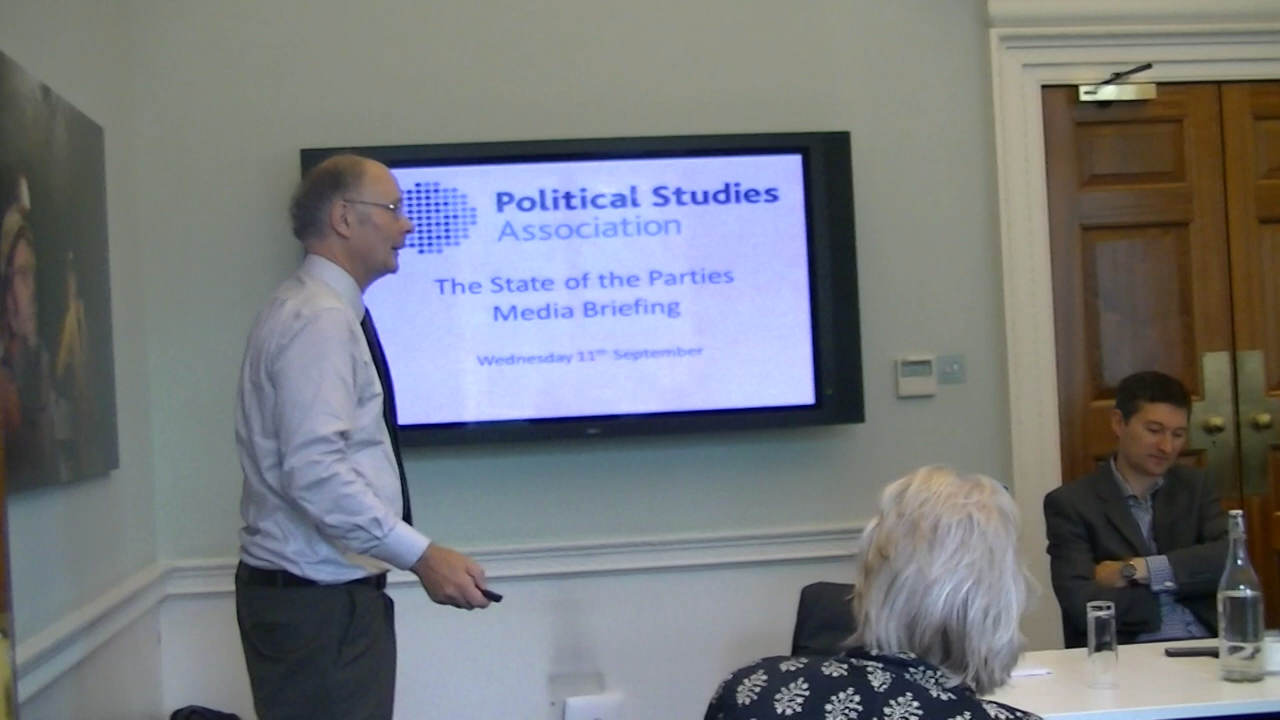 Political Studies
Association
The State of the Parties
Media Briefing
Wednesday 11th September